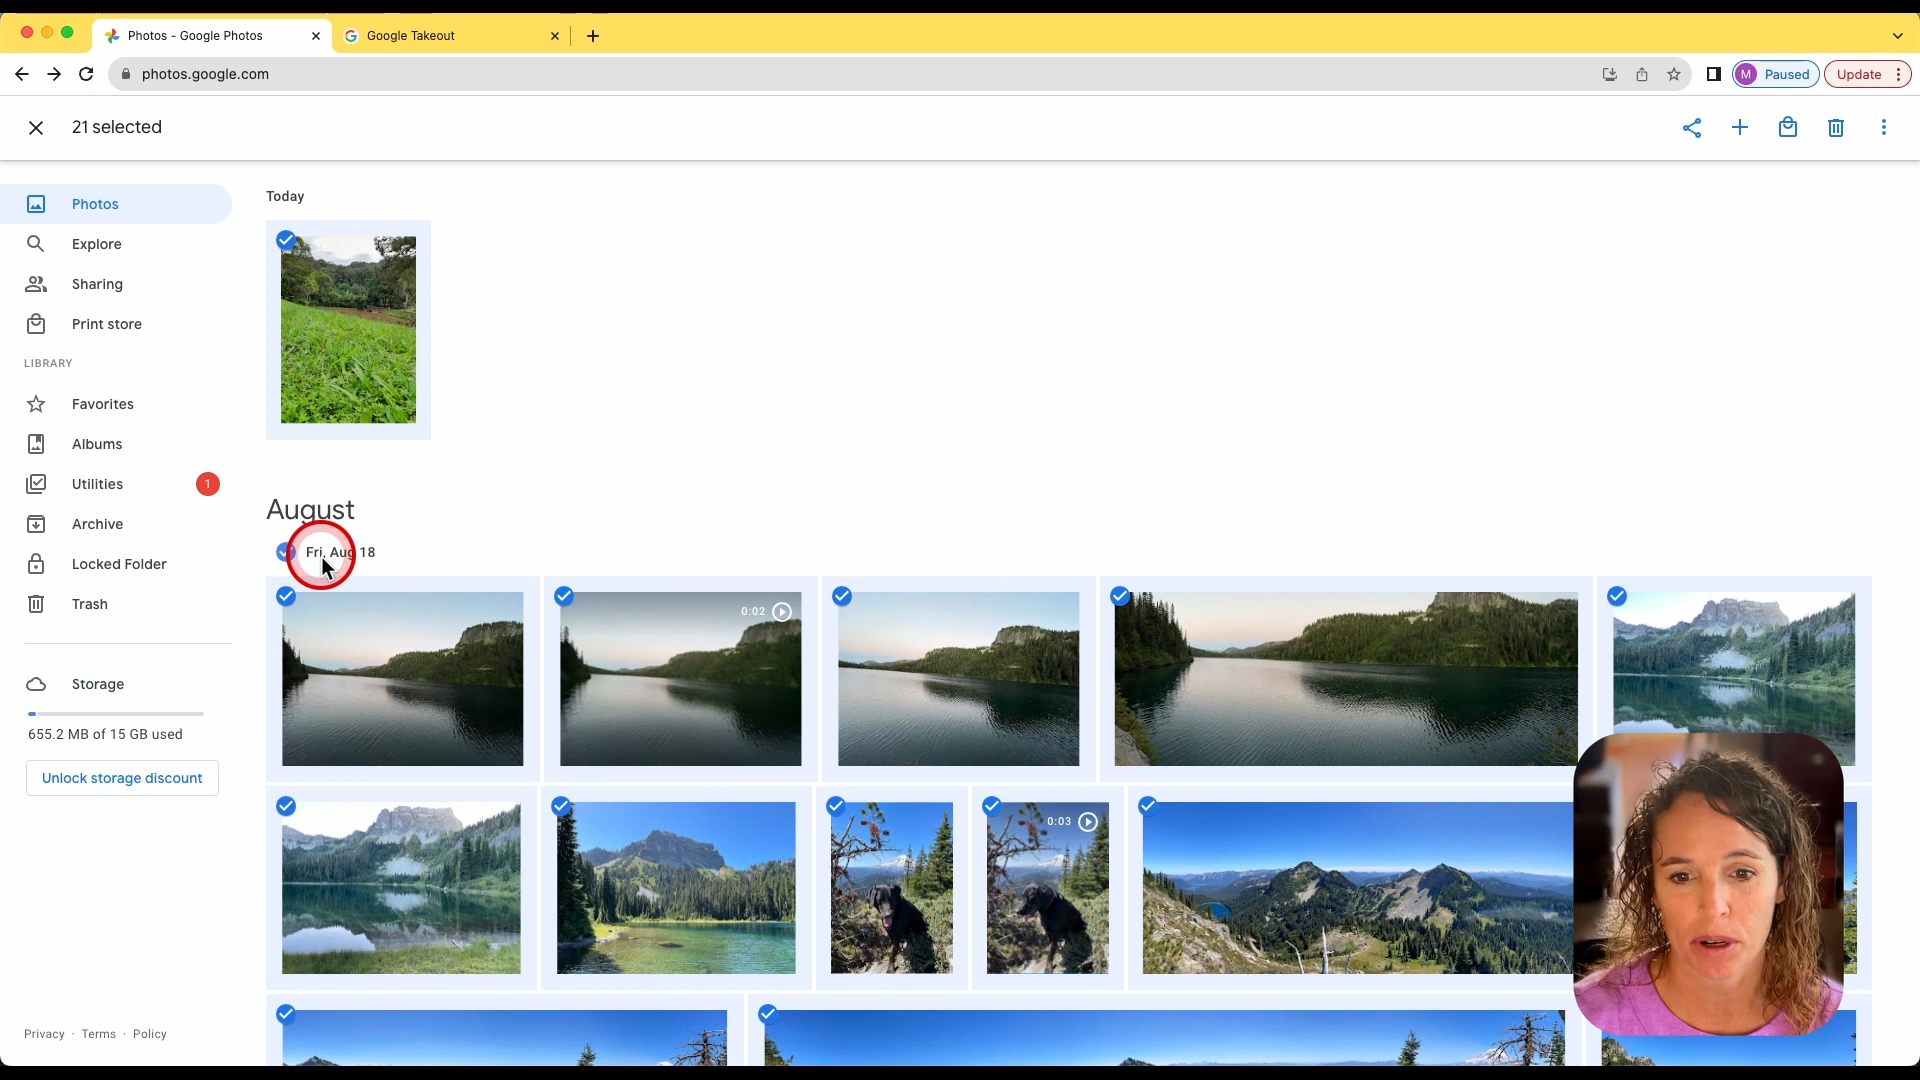 Photos - Google Photos
Google Takeout
photos.google.com
M
Paused
Update
21 selected
Photos
Explore
Sharing
Print store
LIBRARY
Favorites
Albums
Utilities
1
Archive
Locked Folder
Trash
Storage
655.2 MB of 15 GB used
Unlock storage discount
Privacy · Terms · Policy
Today
August
Fri, Aug 18
0:02
0:03